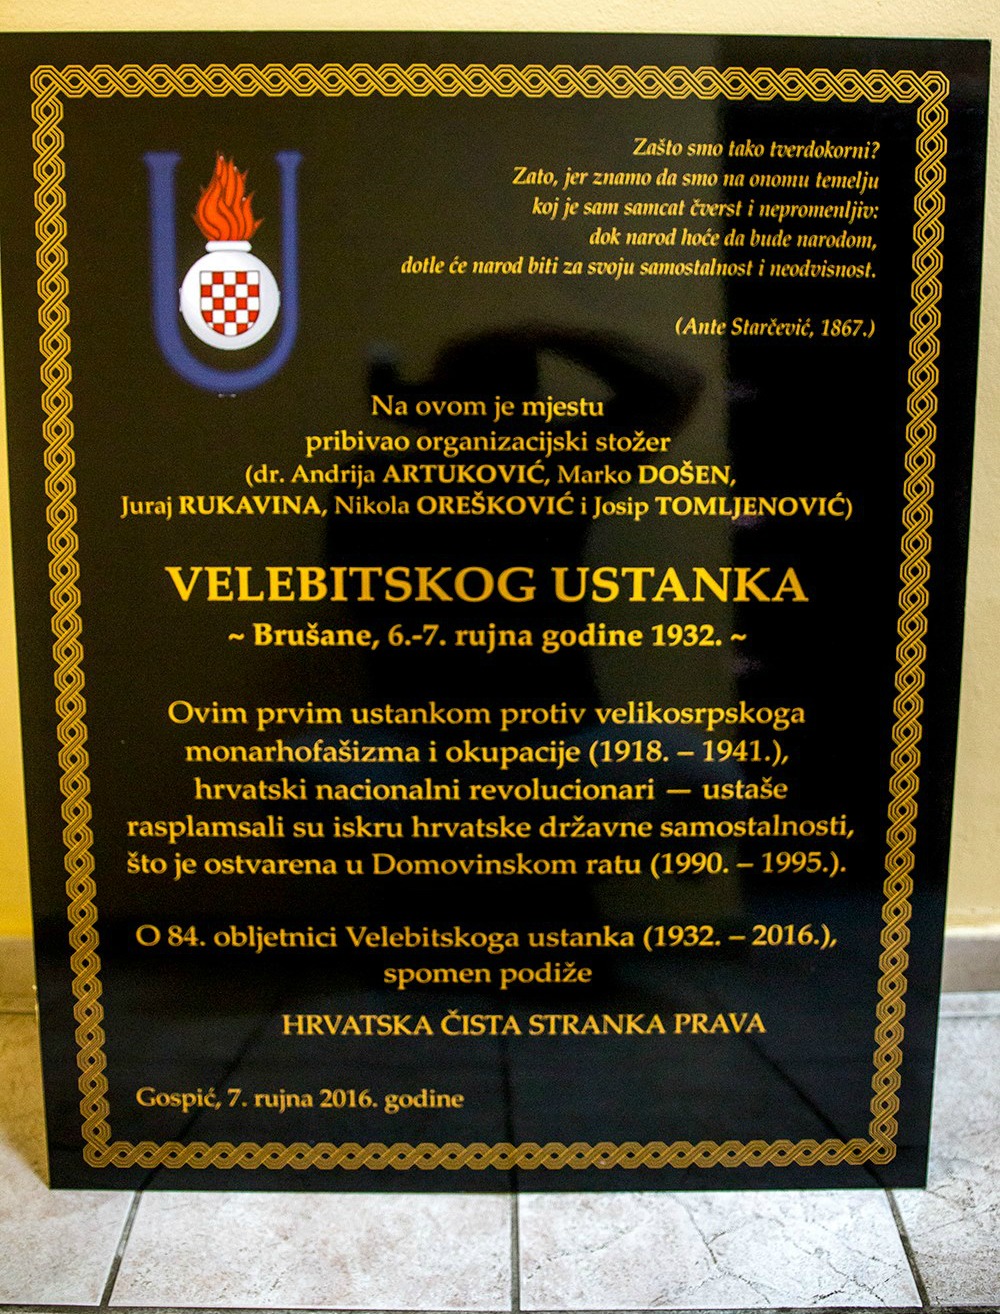 U
Zašto smo tako tverdokorni?
Zato, jer znamo da smo na onomu temelju
koj je sam samcat čverst i nepromenljiv:
dok narod hoće da bude narodom,
dotle će narod biti za svoju samostalnost i neodvisnost.
(Ante Starčević, 1867.)
Na ovom je mjestu
pribivao organizacijski stožer
(dr. Andrija ARTUKOVIĆ, Marko DOŠEN,
Juraj RUKAVINA, Nikola OREŠKOVIĆ i Josip TOMLJENOVIĆ)
VELEBITSKOG USTANKA
~ Brušane, 6.-7. rujna godine 1932. ~
Ovim prvim ustankom protiv velikosrpskoga
monarhofašizma i okupacije (1918. – 1941.),
hrvatski nacionalni revolucionari — ustaše
rasplamsali su iskru hrvatske državne samostalnosti,
što je ostvarena u Domovinskom ratu (1990. – 1995.).
O 84. obljetnici Velebitskoga ustanka (1932. – 2016.),
spomen podiže
HRVATSKA ČISTA STRANKA PRAVA
Gospić, 7. rujna 2016. godine